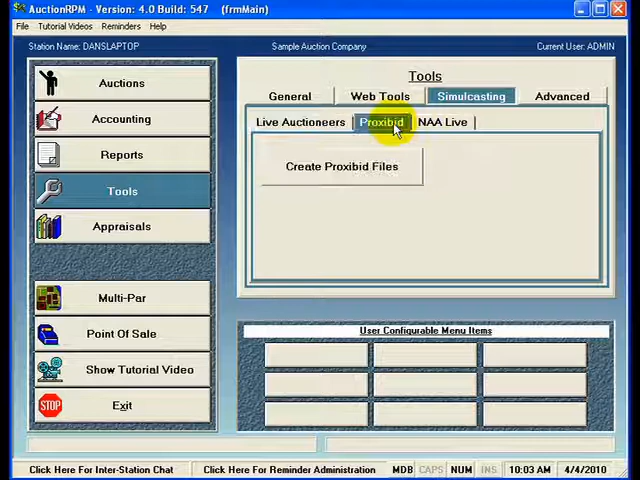 AuctionRPM - Version: 4.0 Build: 547 (frmMain)
File Tutorial Videos Reminders Help
Station Name: DANSLAPTOP Sample Auction Company Current User: ADMIN
Auctions
Accounting
Reports
Tools
Appraisals
Multi-Par
Point Of Sale
Show Tutorial Video
STOP Exit
Tools
General Web Tools Simulcasting Advanced
Live Auctioneers Proxibid NAA Live
Create Proxibid Files
User Configurable Menu Items
Click Here For Inter-Station Chat Click Here For Reminder Administration MDB CAPS NUM INS 10:03 AM 4/4/2010